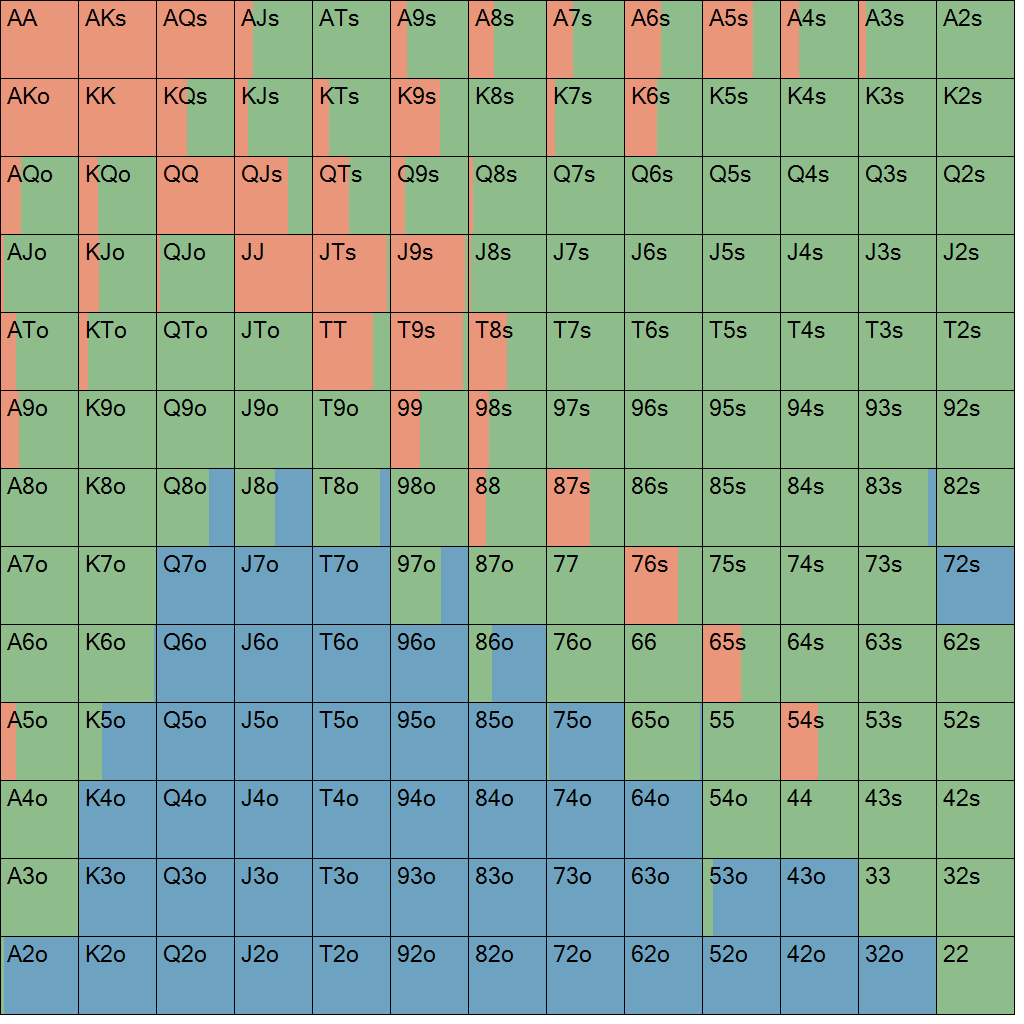 AA AKs AQs AJs ATs A9s A8s A7s A6s A5s A4s A3s A2s
AKo KK KQs KJs KTs K9s K8s K7s K6s K5s K4s K3s K2s
AQo KQo QQ QJs QTs Q9s Q8s Q7s Q6s Q5s Q4s Q3s Q2s
AJo KJo QJo JJ JTs J9s J8s J7s J6s J5s J4s J3s J2s
ATo KTo QTo JTo TT T9s T8s T7s T6s T5s T4s T3s T2s
A9o K9o Q9o J9o T9o 99 98s 97s 96s 95s 94s 93s 92s
A8o K8o Q8o J8o T8o 98o 88 87s 86s 85s 84s 83s 82s
A7o K7o Q7o J7o T7o 97o 87o 77 76s 75s 74s 73s 72s
A6o K6o Q6o J6o T6o 96o 86o 76o 66 65s 64s 63s 62s
A5o K5o Q5o J5o T5o 95o 85o 75o 65o 55 54s 53s 52s
A4o K4o Q4o J4o T4o 94o 84o 74o 64o 54o 44 43s 42s
A3o K3o Q3o J3o T3o 93o 83o 73o 63o 53o 43o 33 32s
A2o K2o Q2o J2o T2o 92o 82o 72o 62o 52o 42o 32o 22